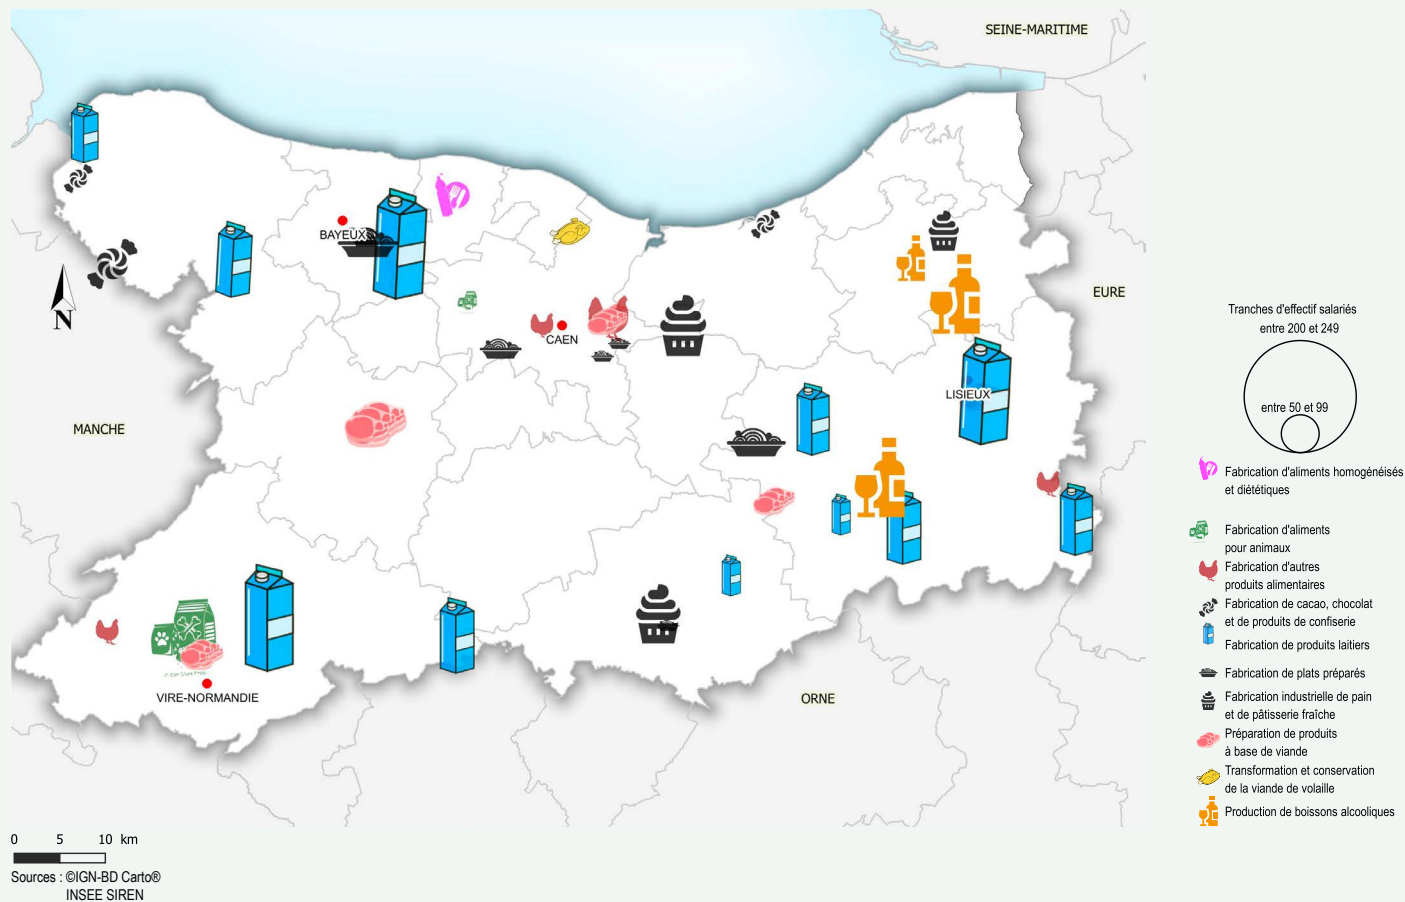 SEINE-MARITIME
BAYEUX
EURE
CAEN
LISIEUX
MANCHE
VIRE-NORMANDIE
ORNE
N
Tranches d'effectif salariés
entre 200 et 249
entre 50 et 99
Fabrication d'aliments homogénéisés
et diététiques
Fabrication d'aliments
pour animaux
Fabrication d'autres
produits alimentaires
Fabrication de cacao, chocolat
et de produits de confiserie
Fabrication de produits laitiers
Fabrication de plats préparés
Fabrication industrielle de pain
et de pâtisserie fraîche
Préparation de produits
à base de viande
Transformation et conservation
de la viande de volaille
Production de boissons alcooliques
0 5 10 km
Sources : ©IGN-BD Carto®
INSEE SIREN